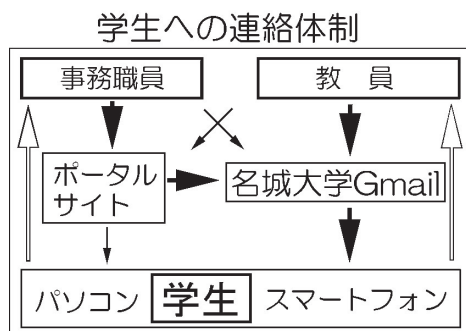 学生への連絡体制
事務職員
教 員
ポータル
サイト
名城大学Gmail
パソコン 学生 スマートフォン